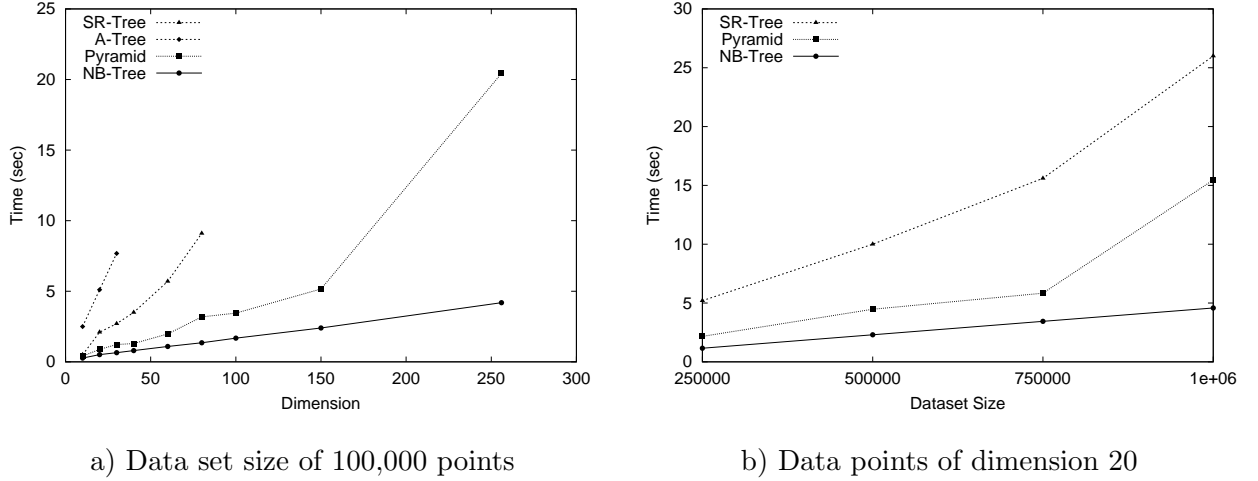 SR-Tree
A-Tree
Pyramid
NB-Tree
25
20
15
10
5
0
Time (sec)
0 50 100 150 200 250 300
Dimension
a) Data set size of 100,000 points
SR-Tree
Pyramid
NB-Tree
30
25
20
15
10
5
0
Time (sec)
250000 500000 750000 1e+06
Dataset Size
b) Data points of dimension 20